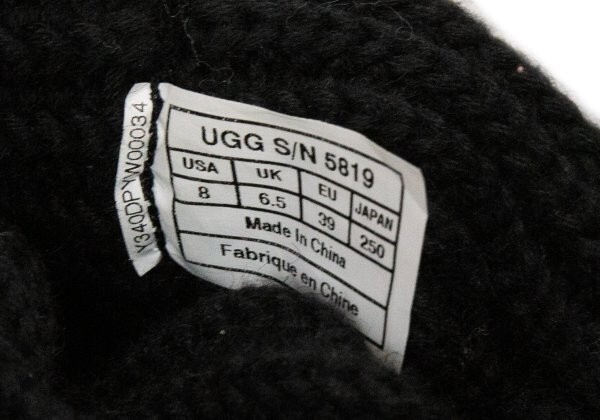 Y340DPYW00034
UGG S/N 5819
USA UK EU JAPAN
8 6.5 39 250
Made In China
Fabrique en Chine